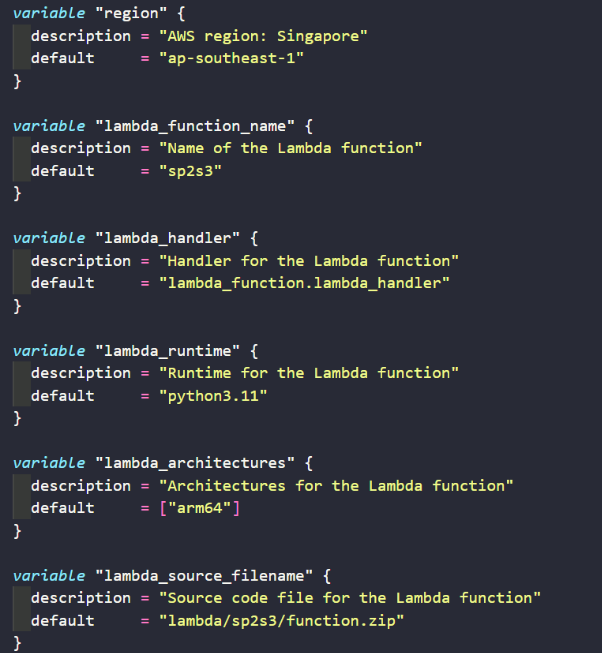 variable "region" {
  description = "AWS region: Singapore"
  default     = "ap-southeast-1"
}

variable "lambda_function_name" {
  description = "Name of the Lambda function"
  default     = "sp2s3"
}

variable "lambda_handler" {
  description = "Handler for the Lambda function"
  default     = "lambda_function.lambda_handler"
}

variable "lambda_runtime" {
  description = "Runtime for the Lambda function"
  default     = "python3.11"
}

variable "lambda_architectures" {
  description = "Architectures for the Lambda function"
  default     = ["arm64"]
}

variable "lambda_source_filename" {
  description = "Source code file for the Lambda function"
  default     = "lambda/sp2s3/function.zip"
}